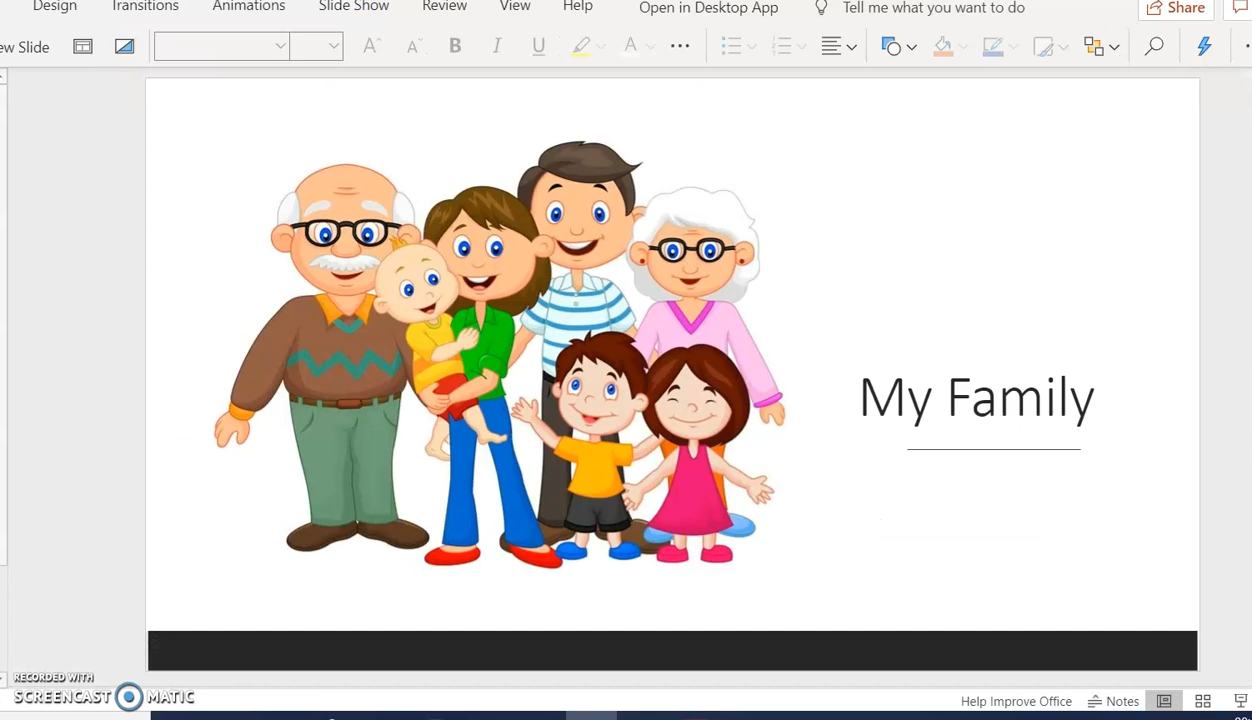 Design Transitions Animations Slide Show Review View Help Open in Desktop App Tell me what you want to do Share
ew Slide B I U A
My Family
RECORDED WITH
SCREENCAST MATIC
Help Improve Office Notes